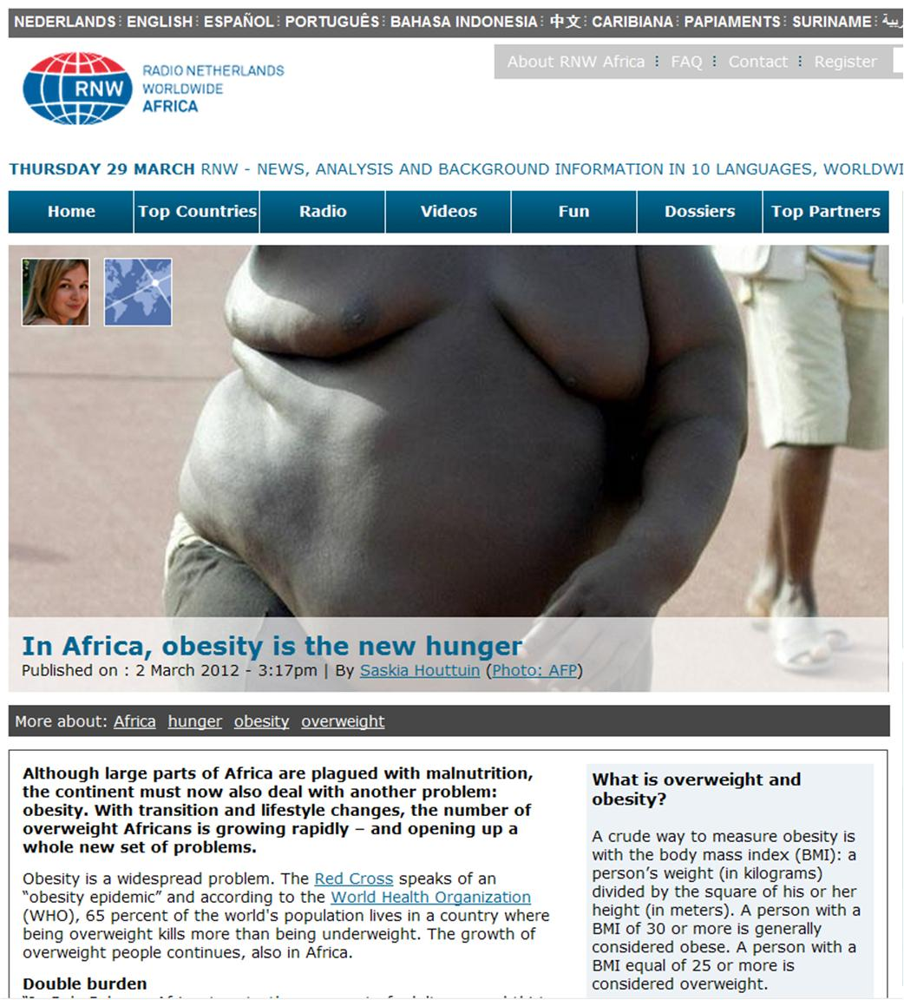 NEDERLANDS ⋮ ENGLISH ⋮ ESPAÑOL ⋮ PORTUGUÊS ⋮ BAHASA INDONESIA ⋮ 中文 ⋮ CARIBIANA ⋮ PAPIAMENTS ⋮ SURINAME ⋮
RNW
RADIO NETHERLANDS
WORLDWIDE
AFRICA
About RNW Africa ⋮ FAQ ⋮ Contact ⋮ Register
THURSDAY 29 MARCH RNW - NEWS, ANALYSIS AND BACKGROUND INFORMATION IN 10 LANGUAGES, WORLDWI
Home Top Countries Radio Videos Fun Dossiers Top Partners
In Africa, obesity is the new hunger
Published on : 2 March 2012 - 3:17pm | By Saskia Houttuin (Photo: AFP)
More about: Africa hunger obesity overweight
Although large parts of Africa are plagued with malnutrition,
the continent must now also deal with another problem:
obesity. With transition and lifestyle changes, the number of
overweight Africans is growing rapidly – and opening up a
whole new set of problems.
Obesity is a widespread problem. The Red Cross speaks of an
“obesity epidemic” and according to the World Health Organization
(WHO), 65 percent of the world's population lives in a country where
being overweight kills more than being underweight. The growth of
overweight people continues, also in Africa.
Double burden
What is overweight and
obesity?
A crude way to measure obesity is
with the body mass index (BMI): a
person’s weight (in kilograms)
divided by the square of his or her
height (in meters). A person with a
BMI of 30 or more is generally
considered obese. A person with a
BMI equal of 25 or more is
considered overweight.